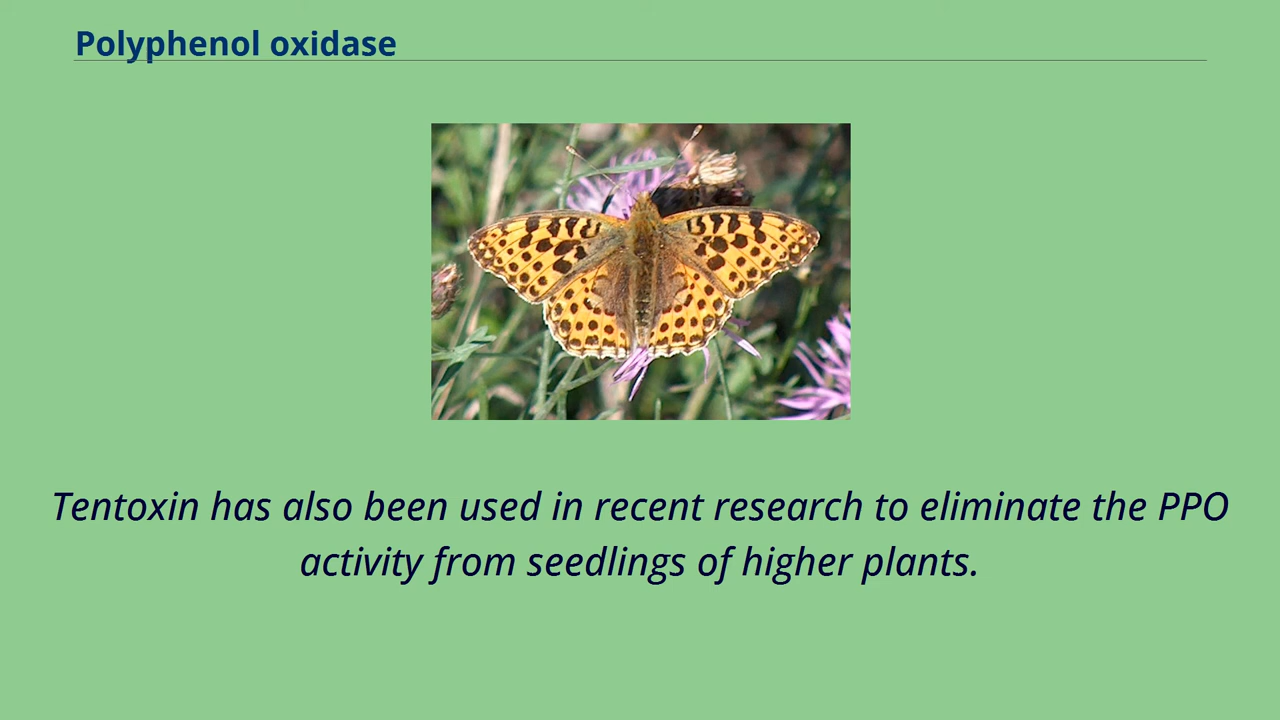 Polyphenol oxidase
Tentoxin has also been used in recent research to eliminate the PPO
activity from seedlings of higher plants.